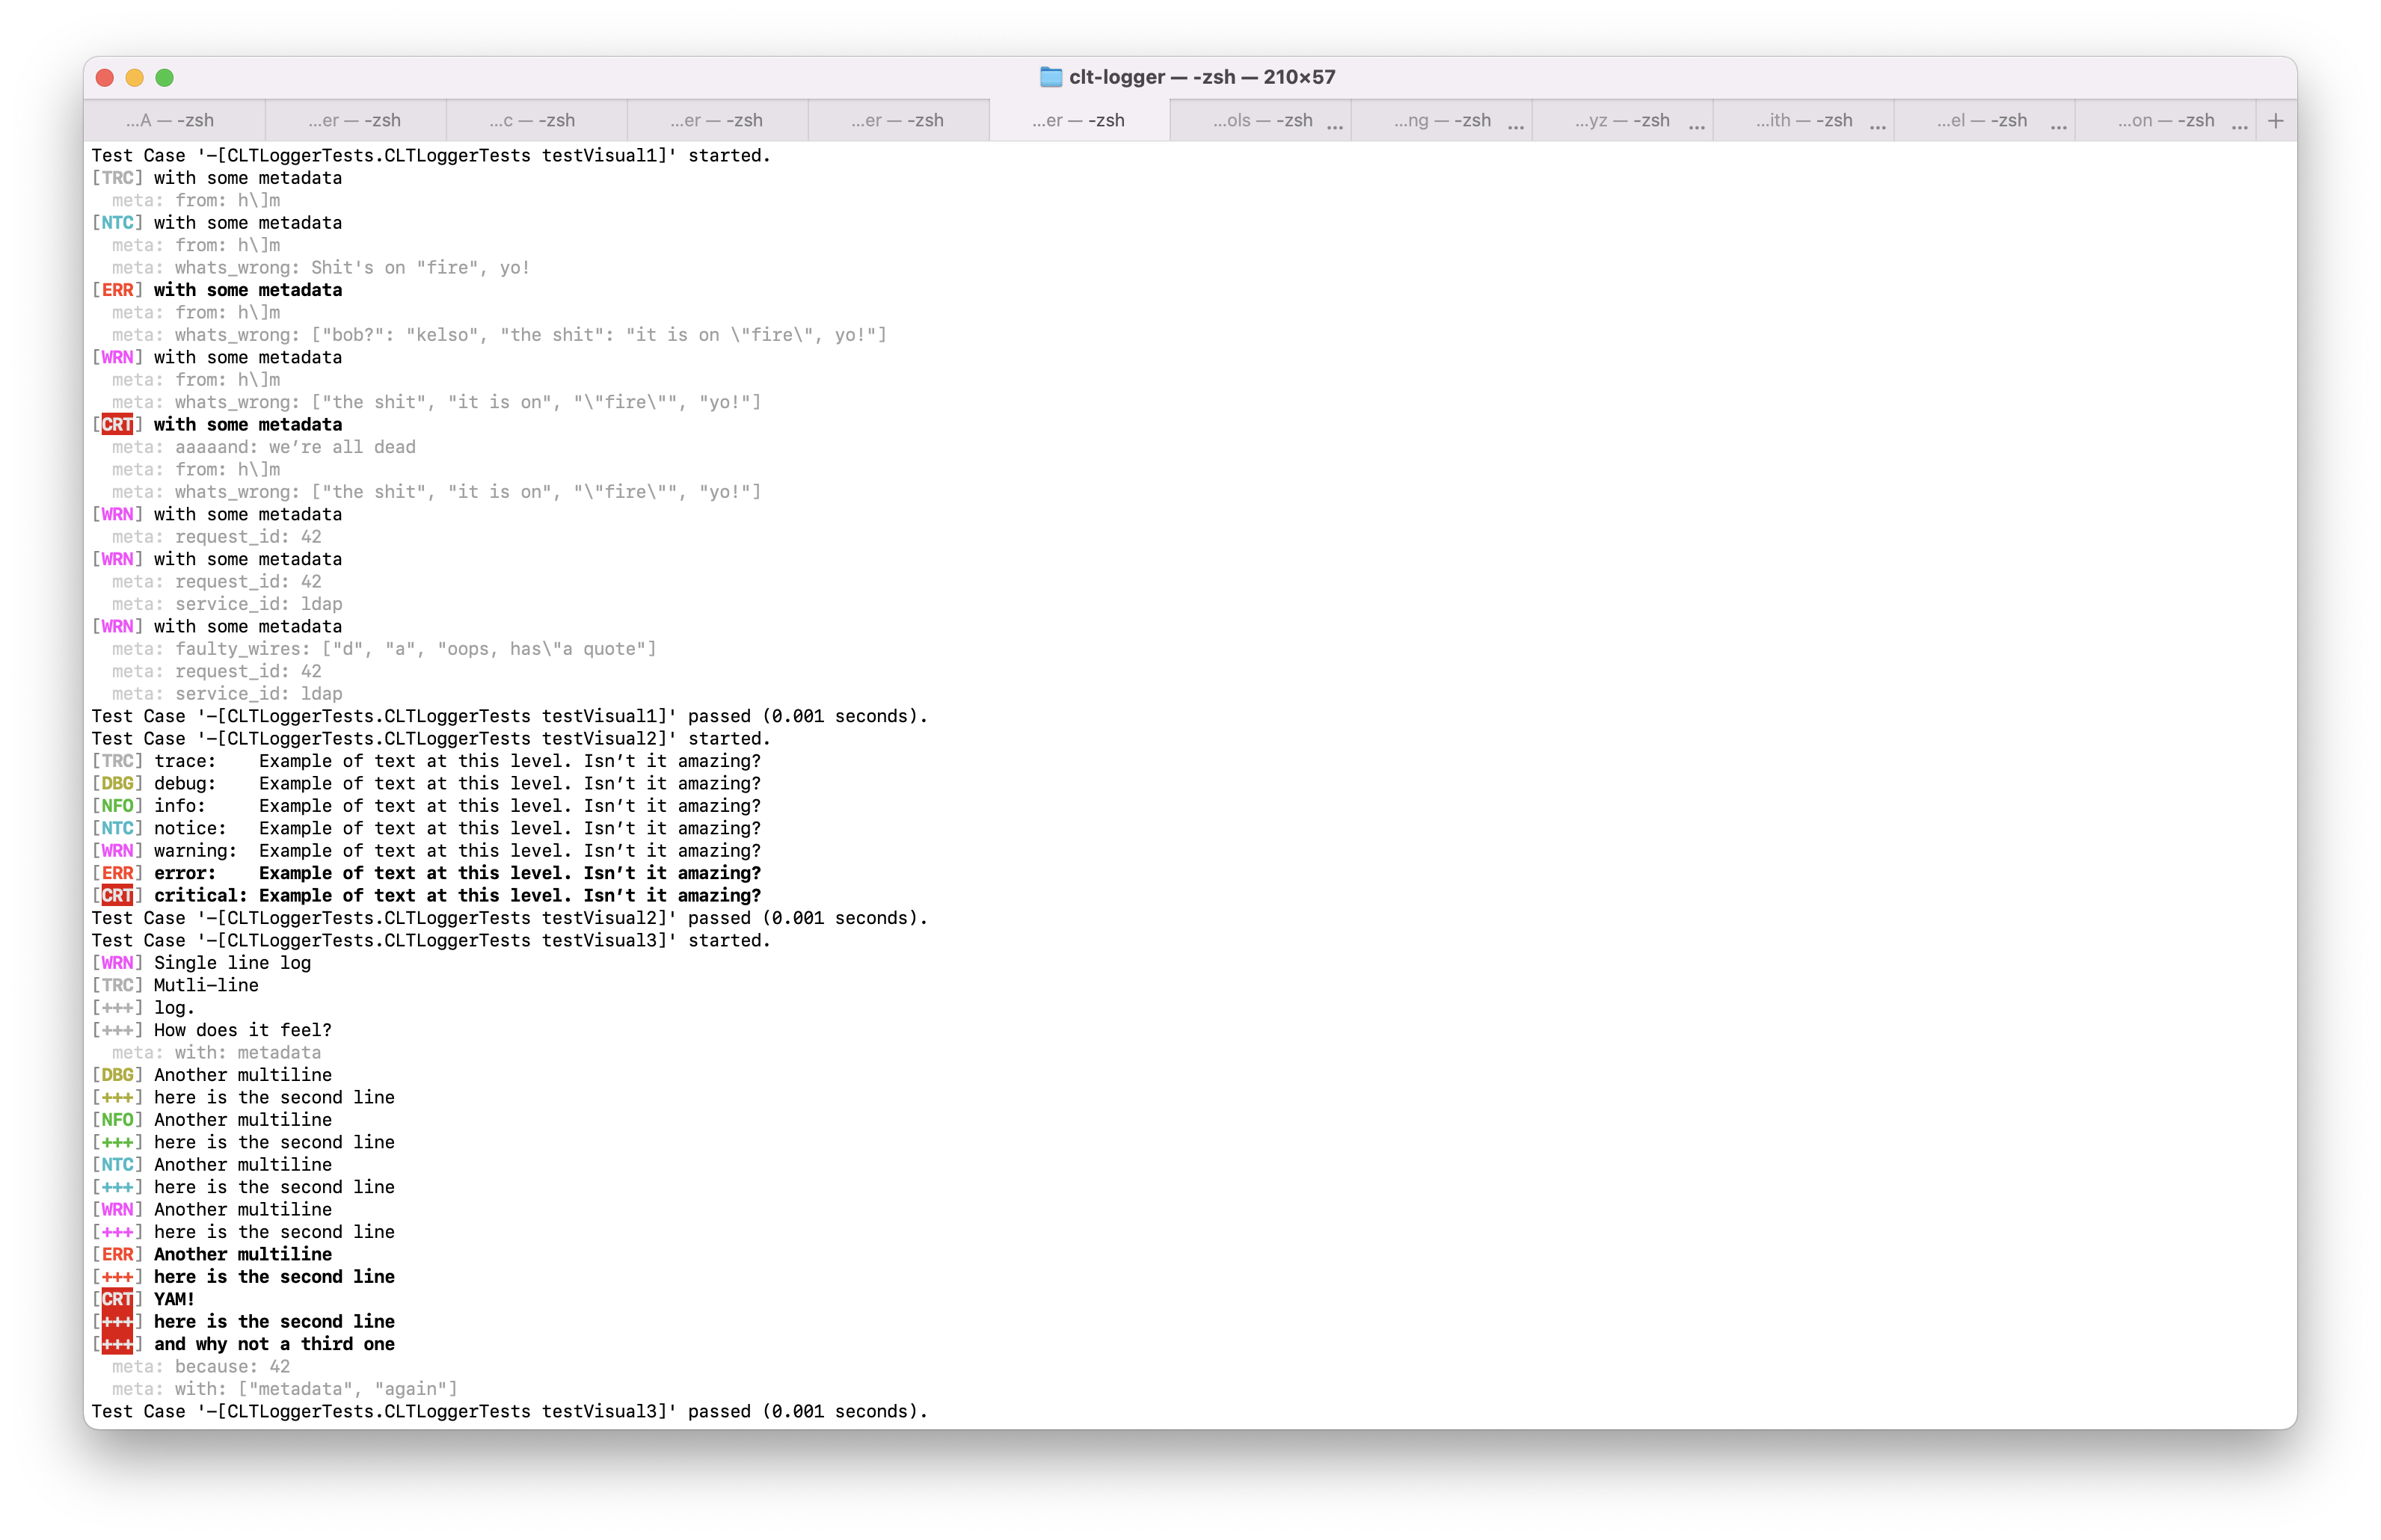 clt-logger — -zsh — 210×57
...A — -zsh ...er — -zsh ...c — -zsh ...er — -zsh ...er — -zsh ...er — -zsh ...ols — -zsh ... ...ng — -zsh ... ...yz — -zsh ... ...ith — -zsh ... ...el — -zsh ... ...on — -zsh ... +
Test Case '-[CLTLoggerTests.CLTLoggerTests testVisual1]' started.
[TRC] with some metadata
  meta: from: h\]m
[NTC] with some metadata
  meta: from: h\]m
  meta: whats_wrong: Shit's on "fire", yo!
[ERR] with some metadata
  meta: from: h\]m
  meta: whats_wrong: ["bob?": "kelso", "the shit": "it is on \"fire\", yo!"]
[WRN] with some metadata
  meta: from: h\]m
  meta: whats_wrong: ["the shit", "it is on", "\"fire\"", "yo!"]
[CRT] with some metadata
  meta: aaaaand: we’re all dead
  meta: from: h\]m
  meta: whats_wrong: ["the shit", "it is on", "\"fire\"", "yo!"]
[WRN] with some metadata
  meta: request_id: 42
[WRN] with some metadata
  meta: request_id: 42
  meta: service_id: ldap
[WRN] with some metadata
  meta: faulty_wires: ["d", "a", "oops, has\"a quote"]
  meta: request_id: 42
  meta: service_id: ldap
Test Case '-[CLTLoggerTests.CLTLoggerTests testVisual1]' passed (0.001 seconds).
Test Case '-[CLTLoggerTests.CLTLoggerTests testVisual2]' started.
[TRC] trace:    Example of text at this level. Isn’t it amazing?
[DBG] debug:    Example of text at this level. Isn’t it amazing?
[NFO] info:     Example of text at this level. Isn’t it amazing?
[NTC] notice:   Example of text at this level. Isn’t it amazing?
[WRN] warning:  Example of text at this level. Isn’t it amazing?
[ERR] error:    Example of text at this level. Isn’t it amazing?
[CRT] critical: Example of text at this level. Isn’t it amazing?
Test Case '-[CLTLoggerTests.CLTLoggerTests testVisual2]' passed (0.001 seconds).
Test Case '-[CLTLoggerTests.CLTLoggerTests testVisual3]' started.
[WRN] Single line log
[TRC] Mutli-line
[+++] log.
[+++] How does it feel?
  meta: with: metadata
[DBG] Another multiline
[+++] here is the second line
[NFO] Another multiline
[+++] here is the second line
[NTC] Another multiline
[+++] here is the second line
[WRN] Another multiline
[+++] here is the second line
[ERR] Another multiline
[+++] here is the second line
[CRT] YAM!
[+++] here is the second line
[+++] and why not a third one
  meta: because: 42
  meta: with: ["metadata", "again"]
Test Case '-[CLTLoggerTests.CLTLoggerTests testVisual3]' passed (0.001 seconds).